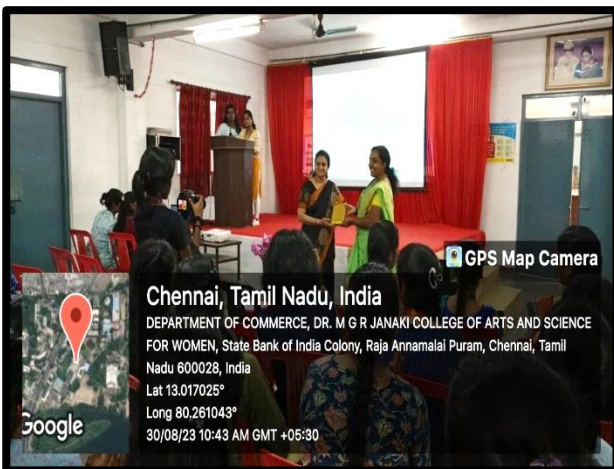 GPS Map Camera
Chennai, Tamil Nadu, India
DEPARTMENT OF COMMERCE, DR. M G R JANAKI COLLEGE OF ARTS AND SCIENCE
FOR WOMEN, State Bank of India Colony, Raja Annamalai Puram, Chennai, Tamil
Nadu 600028, India
Lat 13.017025°
Long 80.261043°
30/08/23 10:43 AM GMT +05:30
Google